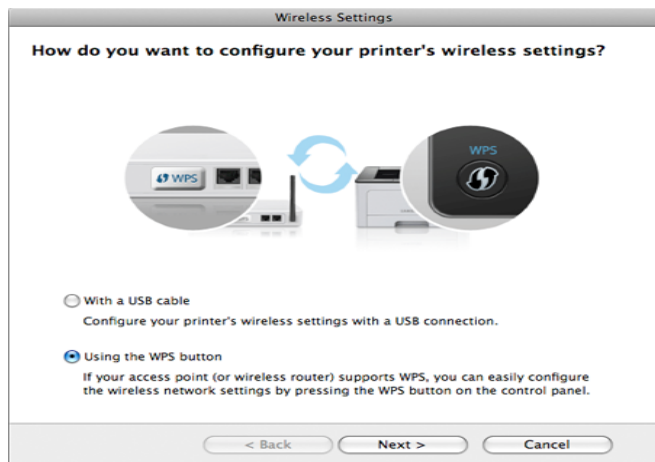 Wireless Settings
How do you want to configure your printer's wireless settings?
WPS
WPS
With a USB cable
Configure your printer's wireless settings with a USB connection.
Using the WPS button
If your access point (or wireless router) supports WPS, you can easily configure
the wireless network settings by pressing the WPS button on the control panel.
< Back
Next >
Cancel